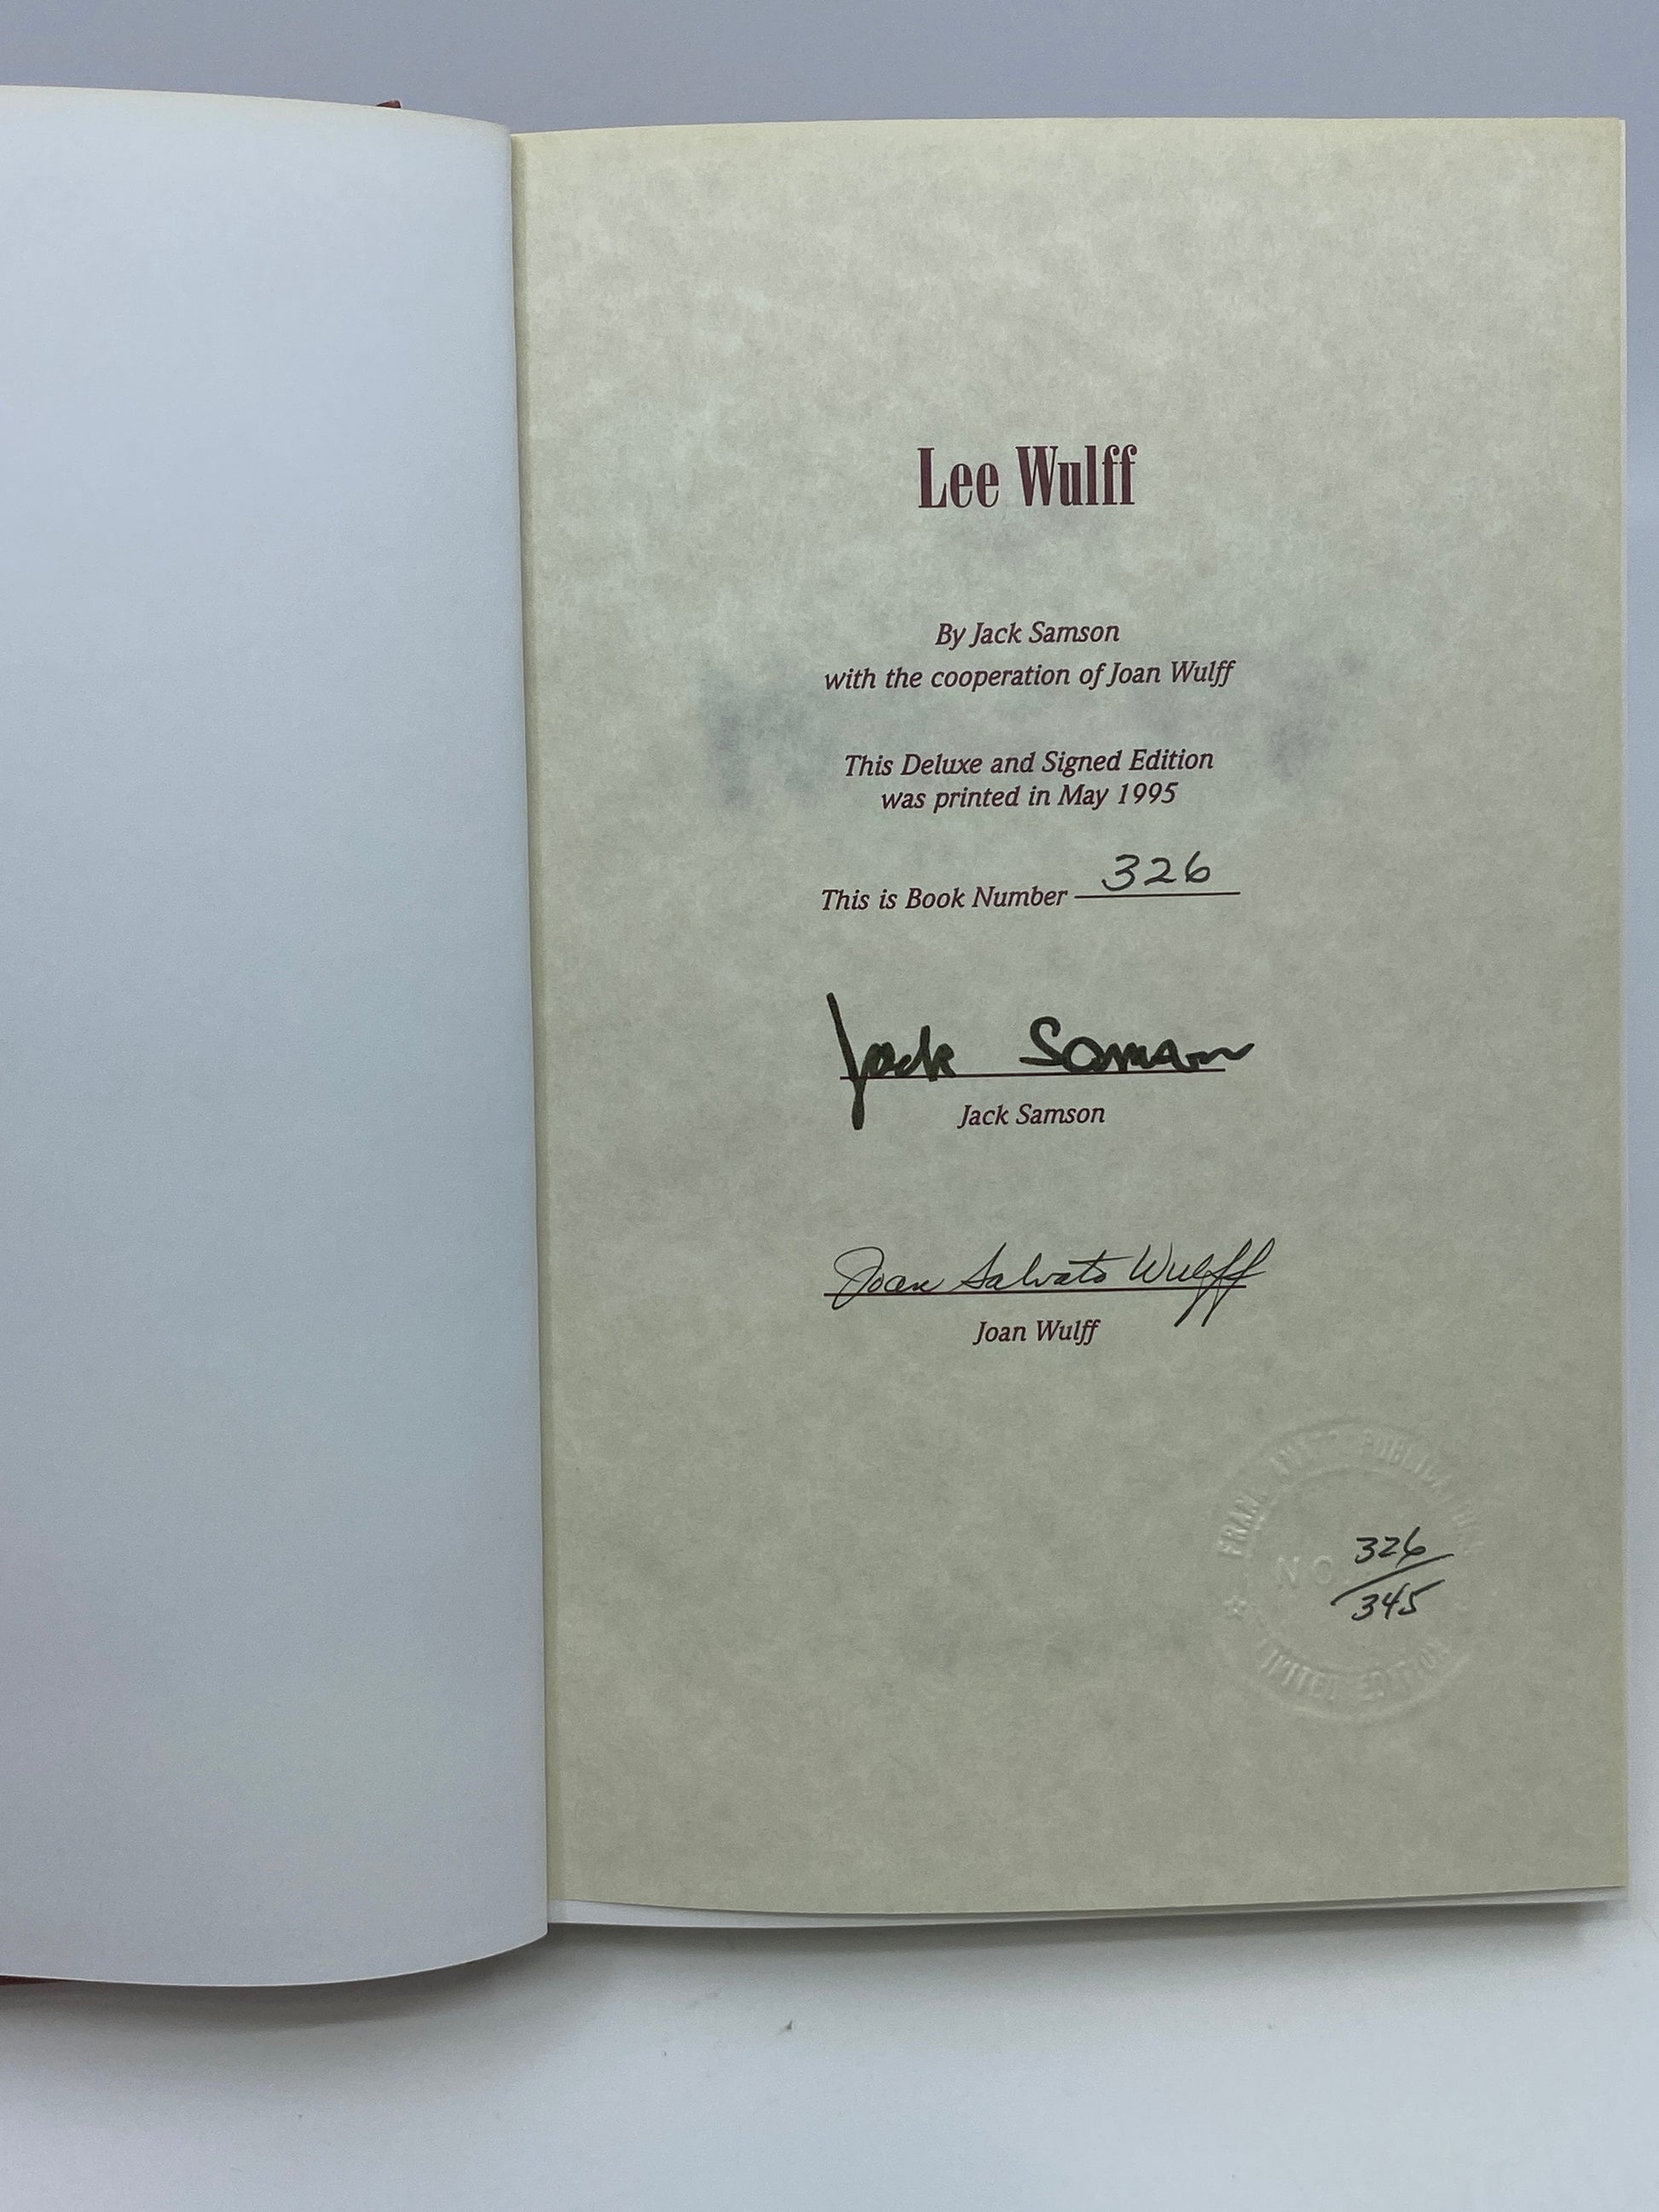 Lee Wulff
By Jack Samson
with the cooperation of Joan Wulff
This Deluxe and Signed Edition
was printed in May 1995
This is Book Number 326
Jack Samson
Jack Samson
Joan Salvato Wulff
Joan Wulff
PUBLICATIONS
NO 326/345
LIMITED EDITION